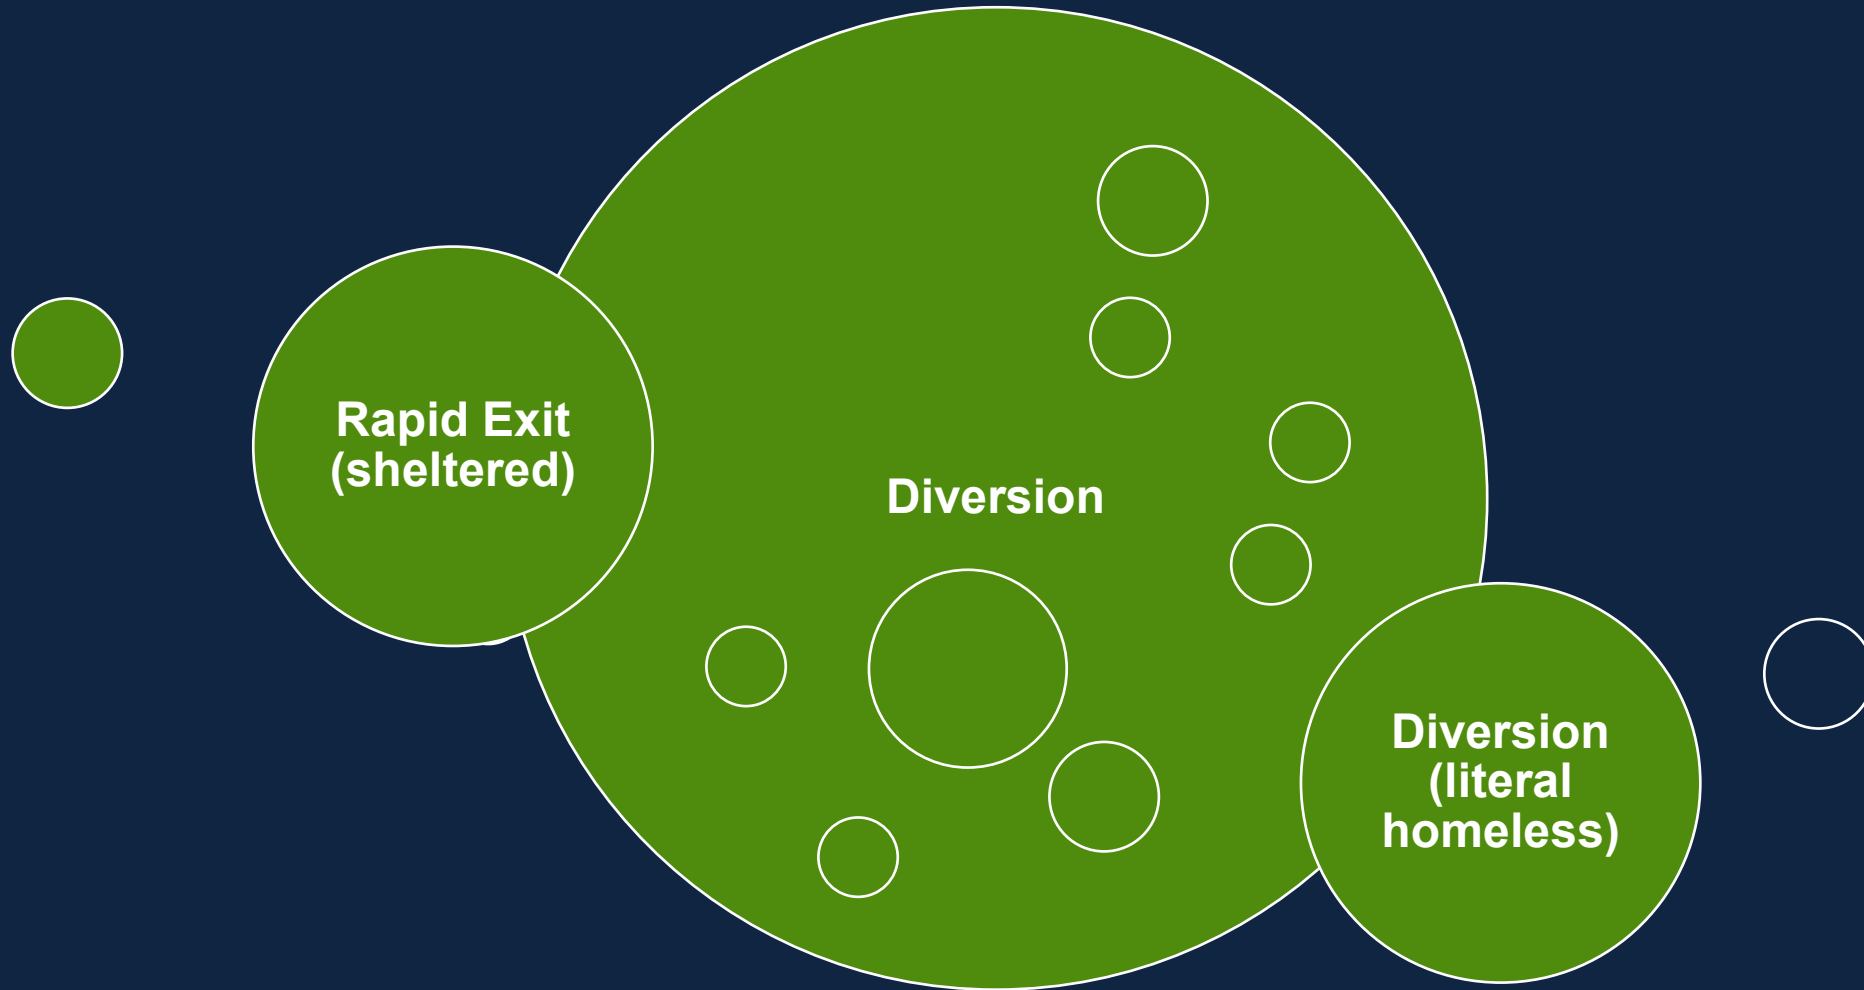 Rapid Exit
(sheltered)
Diversion
Diversion
(literal
homeless)